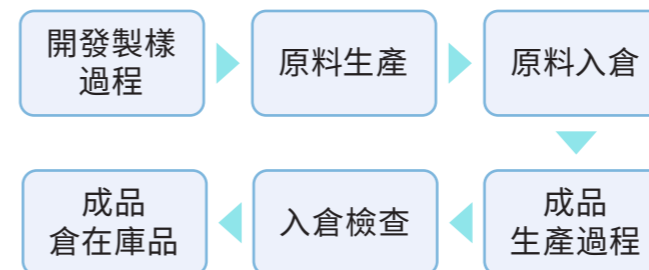 開發製樣
過程
原料生產
原料入倉
成品
生產過程
入倉檢查
成品
倉在庫品